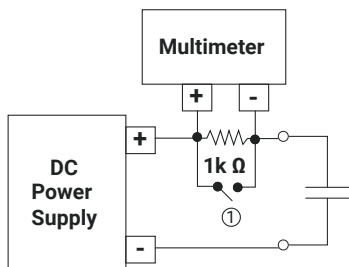 Multimeter
+ -
+
1k Ω
DC
Power
Supply
①
-